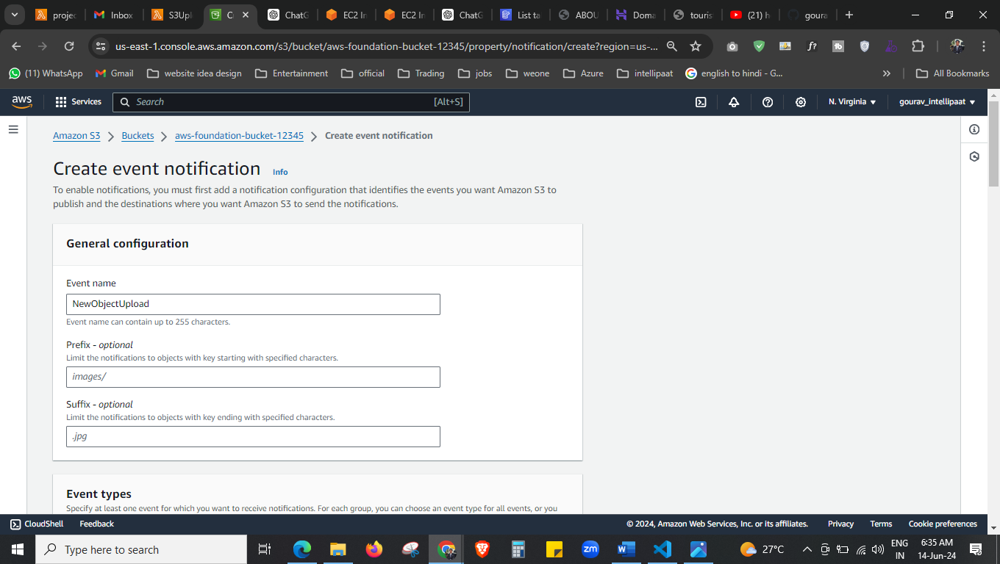 projec
Inbox
S3Upl
C
ChatG
EC2 In
EC2 In
ChatG
List ta
ABOU
Doma
touris
(21) h
goura
us-east-1.console.aws.amazon.com/s3/bucket/aws-foundation-bucket-12345/property/notification/create?region=us-...
(11) WhatsApp
Gmail
website idea design
Entertainment
official
Trading
jobs
weone
Azure
intellipaat
english to hindi - G...
All Bookmarks
aws
Services
Search
[Alt+S]
N. Virginia
gourav_intellipaat
Amazon S3
Buckets
aws-foundation-bucket-12345
Create event notification
Create event notification
Info
To enable notifications, you must first add a notification configuration that identifies the events you want Amazon S3 to
publish and the destinations where you want Amazon S3 to send the notifications.
General configuration
Event name
NewObjectUpload
Event name can contain up to 255 characters.
Prefix - optional
Limit the notifications to objects with key starting with specified characters.
images/
Suffix - optional
Limit the notifications to objects with key ending with specified characters.
.jpg
Event types
Specify at least one event for which you want to receive notifications. For each group, you can choose an event type for all events, or you
CloudShell
Feedback
© 2024, Amazon Web Services, Inc. or its affiliates.
Privacy
Terms
Cookie preferences
Type here to search
zm
27°C
ENG
IN
6:35 AM
14-Jun-24